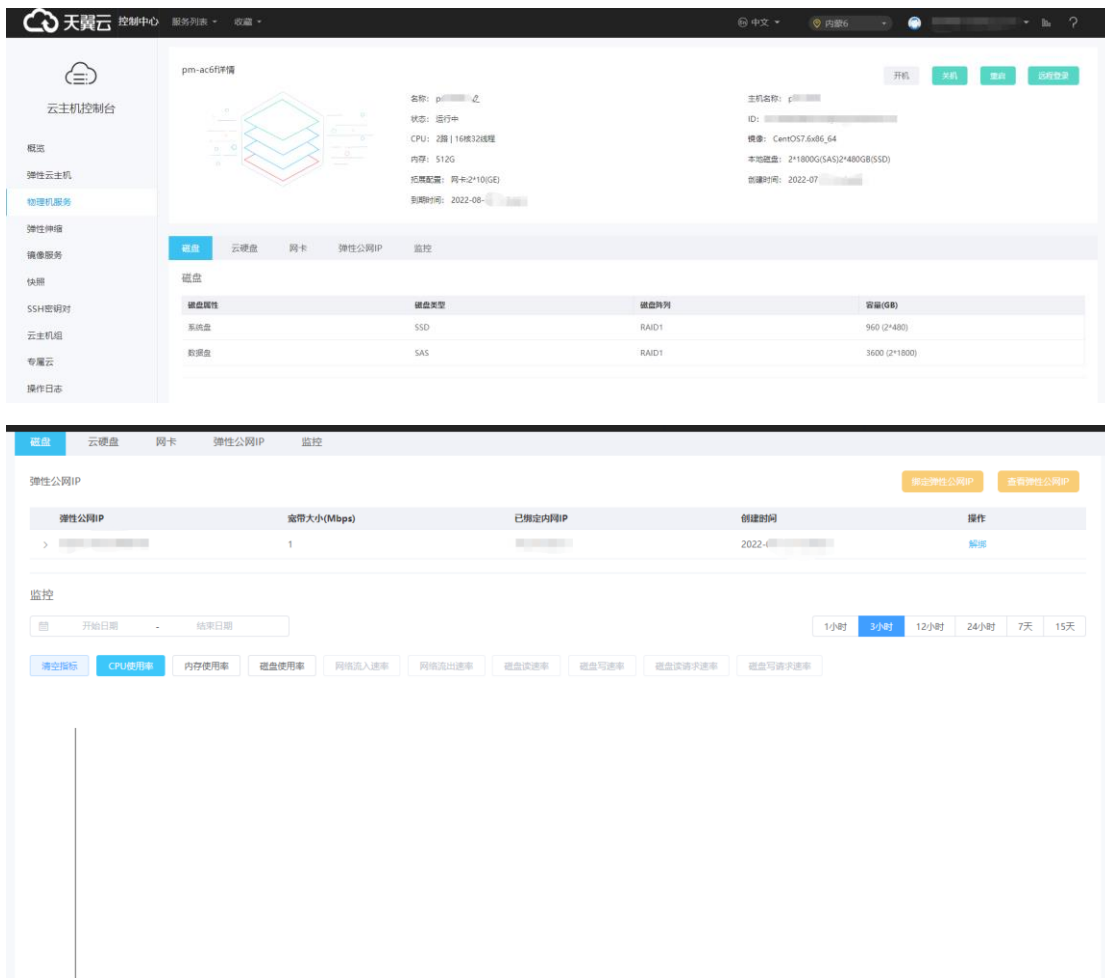 天翼云 控制中心 服务列表 收藏 中文 内蒙6 ?
云主机控制台
概览
弹性云主机
物理机服务
弹性伸缩
镜像服务
快照
SSH密钥对
云主机组
专属云
操作日志
pm-ac6f详情
开机 关机 重启 远程登录
名称: p
主机名称: p
状态: 运行中
ID:
CPU: 2路 | 16核32线程
镜像: CentOS7.6x86_64
内存: 512G
本地磁盘: 2*1800G(SAS)2*480GB(SSD)
拓展配置: 网卡:2*10(GE)
创建时间: 2022-07
到期时间: 2022-08-
磁盘 云硬盘 网卡 弹性公网IP 监控
磁盘
磁盘属性 磁盘类型 磁盘阵列 容量(GB)
系统盘 SSD RAID1 960 (2*480)
数据盘 SAS RAID1 3600 (2*1800)
磁盘 云硬盘 网卡 弹性公网IP 监控
弹性公网IP
绑定弹性公网IP 查看弹性公网IP
弹性公网IP 宽带大小(Mbps) 已绑定内网IP 创建时间 操作
1 2022- 解绑
监控
开始日期 - 结束日期
1小时 3小时 12小时 24小时 7天 15天
清空指标 CPU使用率 内存使用率 磁盘使用率 网络流入速率 网络流出速率 磁盘读速率 磁盘写速率 磁盘读请求速率 磁盘写请求速率